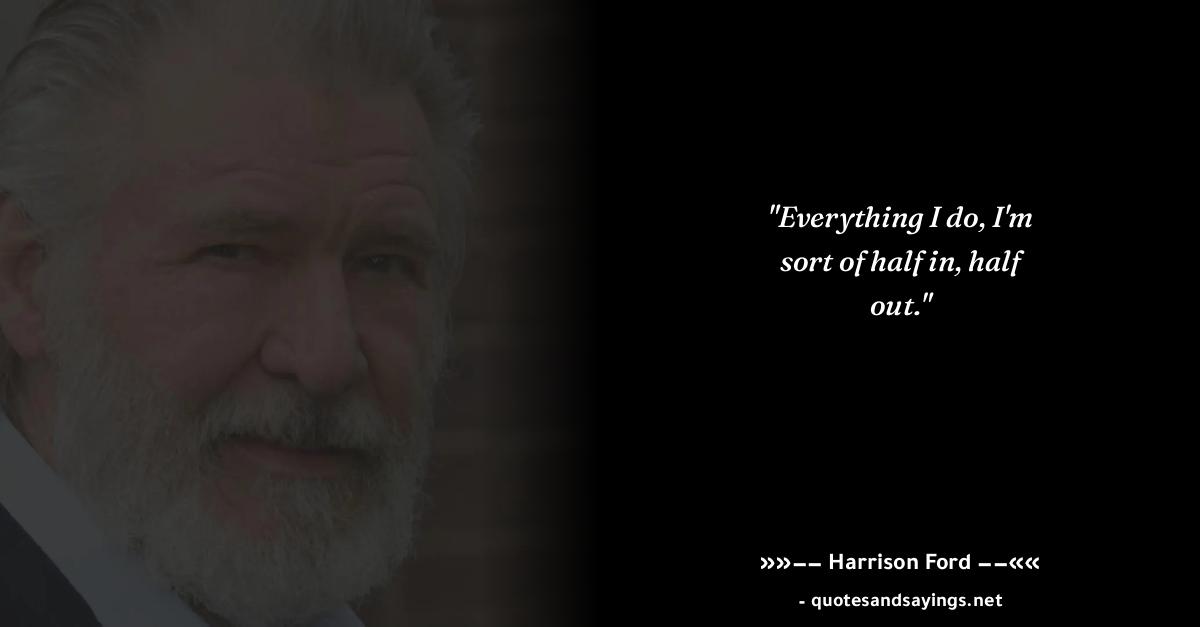 "Everything I do, I'm
sort of half in, half
out."
»»−− Harrison Ford −−««
- quotesandsayings.net